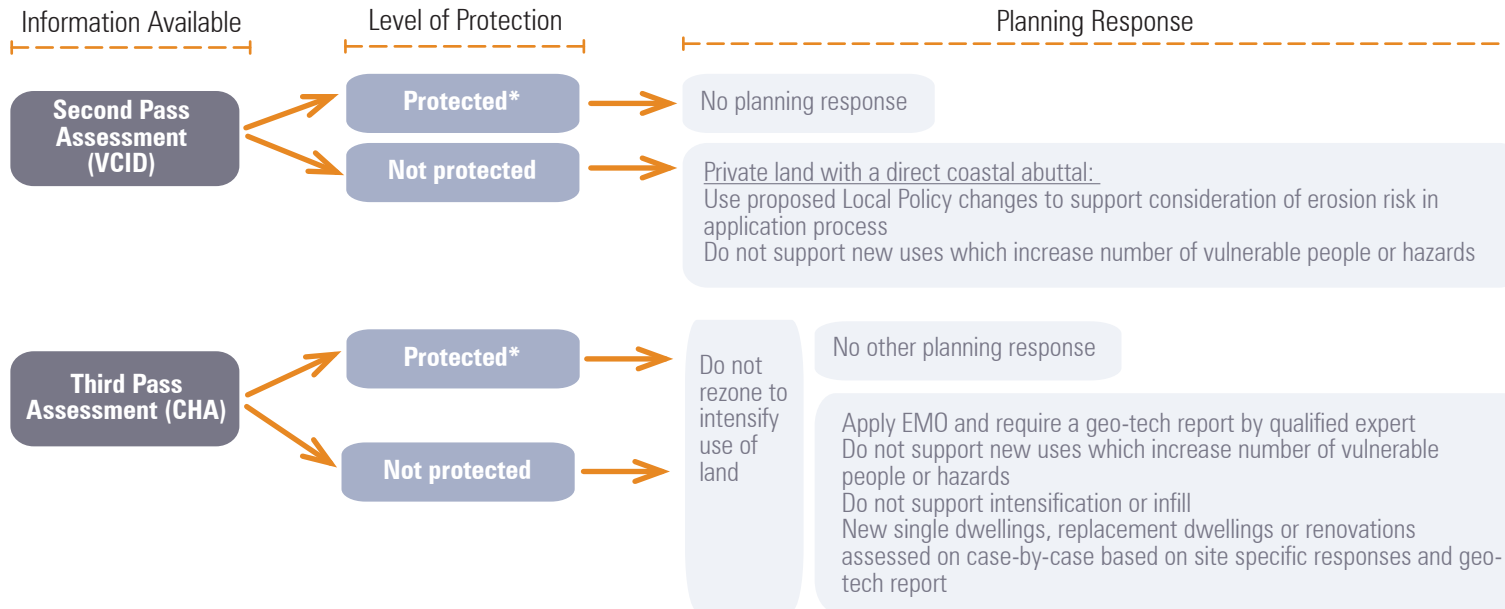 Information Available
Level of Protection
Planning Response
Second Pass
Assessment
(VCID)
Protected*
No planning response
Not protected
Private land with a direct coastal abuttal:
Use proposed Local Policy changes to support consideration of erosion risk in
application process
Do not support new uses which increase number of vulnerable people or hazards
Third Pass
Assessment (CHA)
Protected*
Not protected
Do not
rezone to
intensify
use of
land
No other planning response
Apply EMO and require a geo-tech report by qualified expert
Do not support new uses which increase number of vulnerable
people or hazards
Do not support intensification or infill
New single dwellings, replacement dwellings or renovations
assessed on case-by-case based on site specific responses and geo-
tech report